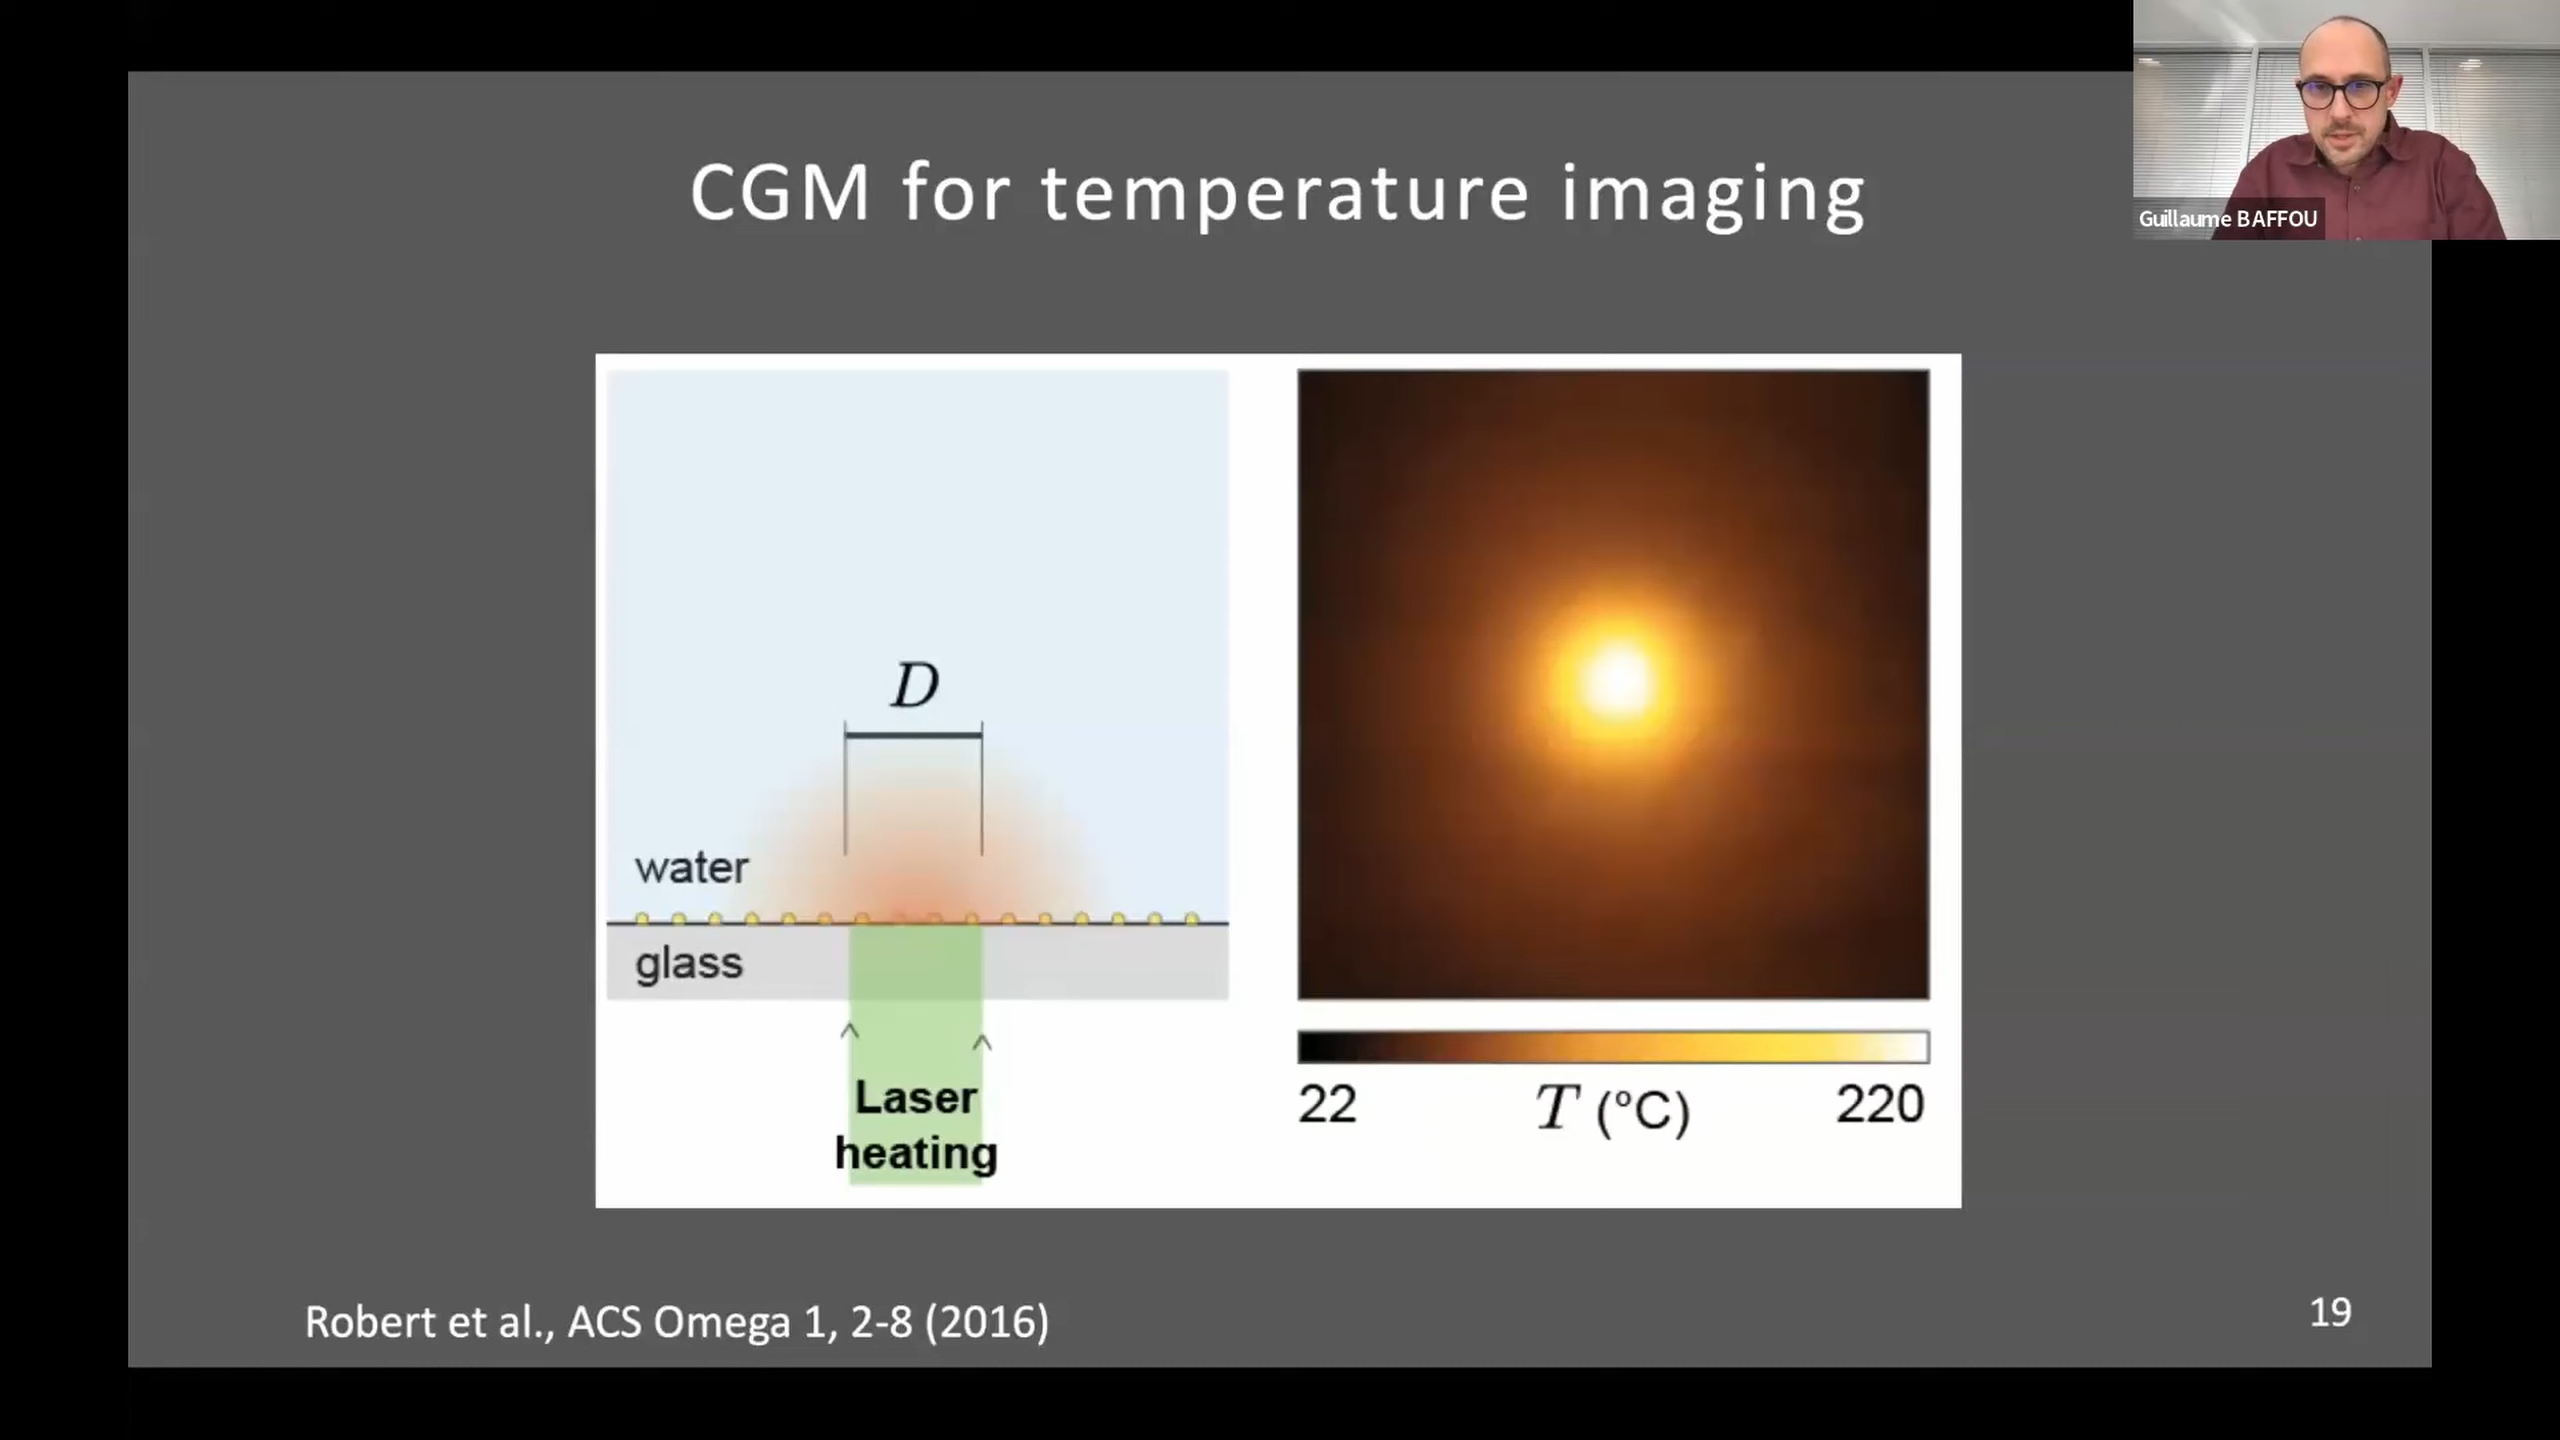 CGM for temperature imaging
Guillaume BAFFOU
D
water
glass
Laser
heating
22 T (°C) 220
Robert et al., ACS Omega 1, 2-8 (2016)
19